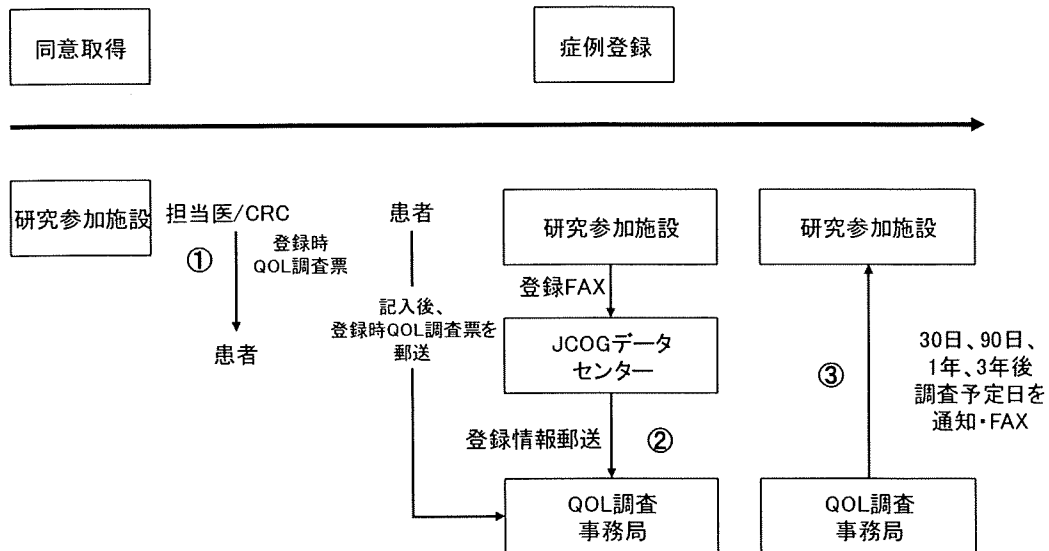 同意取得
症例登録
研究参加施設
担当医/CRC
①
登録時
QOL調査票
患者
患者
記入後、
登録時QOL調査票を
郵送
研究参加施設
登録FAX
JCOGデータ
センター
登録情報郵送
②
QOL調査
事務局
研究参加施設
③
30日、90日、
1年、3年後
調査予定日を
通知・FAX
QOL調査
事務局